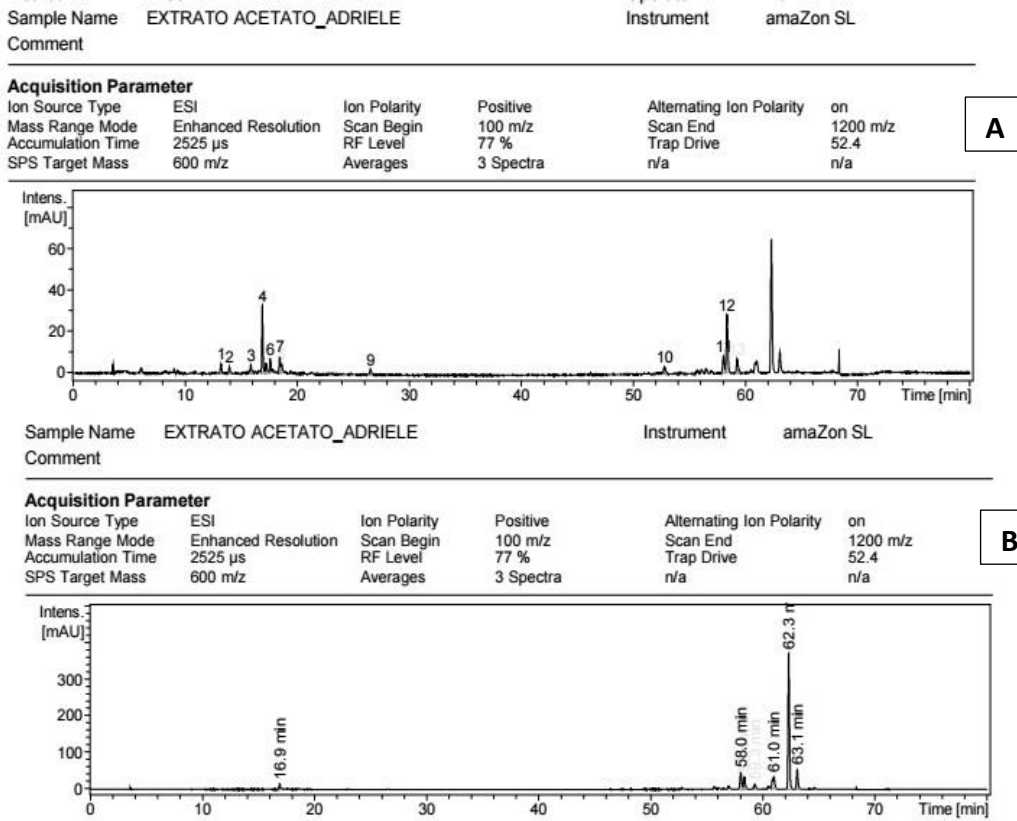 Sample Name EXTRATO ACETATO_ADRIELE Instrument amaZon SL
Comment
Acquisition Parameter
Ion Source Type ESI Ion Polarity Positive Alternating Ion Polarity on
Mass Range Mode Enhanced Resolution Scan Begin 100 m/z Scan End 1200 m/z
Accumulation Time 2525 µs RF Level 77 % Trap Drive 52.4
SPS Target Mass 600 m/z Averages 3 Spectra n/a n/a
A
Intens.
[mAU]
60
40
20
0
1 2 3 4 6 7 9 10 1 12
0 10 20 30 40 50 60 70 Time [min]
Sample Name EXTRATO ACETATO_ADRIELE Instrument amaZon SL
Comment
Acquisition Parameter
Ion Source Type ESI Ion Polarity Positive Alternating Ion Polarity on
Mass Range Mode Enhanced Resolution Scan Begin 100 m/z Scan End 1200 m/z
Accumulation Time 2525 µs RF Level 77 % Trap Drive 52.4
SPS Target Mass 600 m/z Averages 3 Spectra n/a n/a
B
Intens.
[mAU]
300
200
100
0
16.9 min
58.0 min
61.0 min
62.3 m
63.1 min
0 10 20 30 40 50 60 70 Time [min]